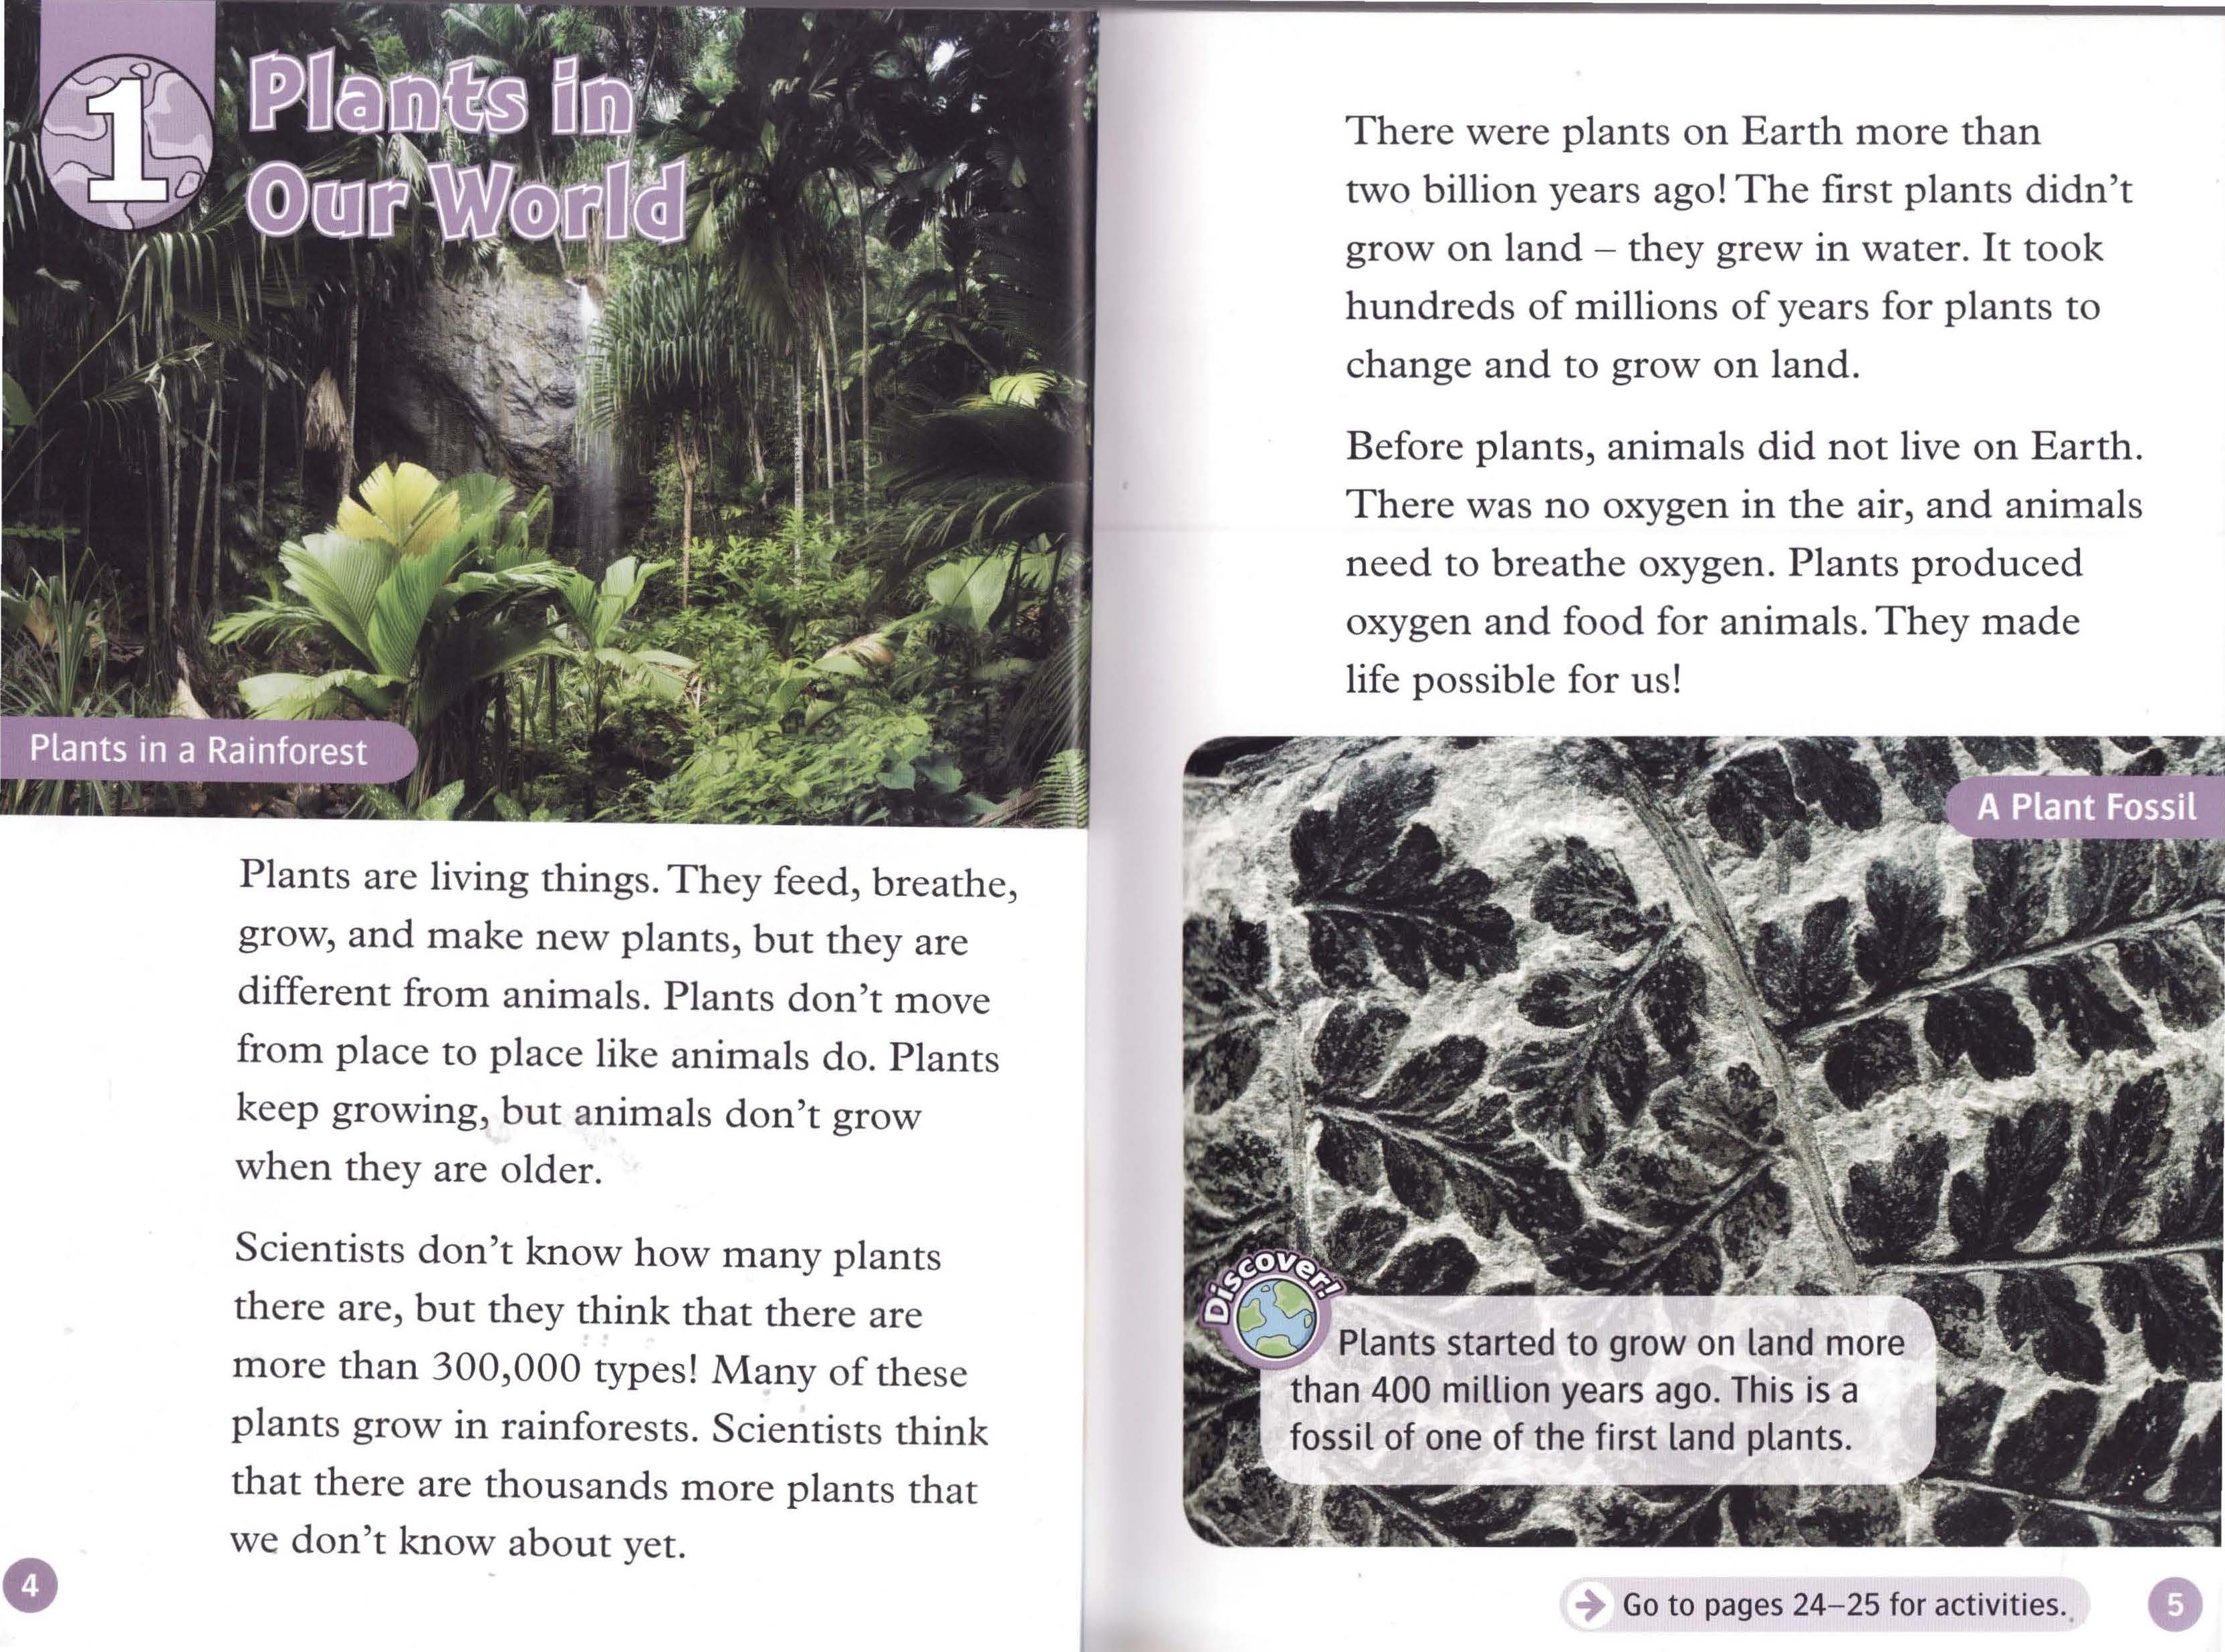 1
Plants in
Our World
Plants in a Rainforest
Plants are living things. They feed, breathe,
grow, and make new plants, but they are
different from animals. Plants don't move
from place to place like animals do. Plants
keep growing, but animals don't grow
when they are older.
Scientists don't know how many plants
there are, but they think that there are
more than 300,000 types! Many of these
plants grow in rainforests. Scientists think
that there are thousands more plants that
we don't know about yet.
4
There were plants on Earth more than
two billion years ago! The first plants didn't
grow on land – they grew in water. It took
hundreds of millions of years for plants to
change and to grow on land.
Before plants, animals did not live on Earth.
There was no oxygen in the air, and animals
need to breathe oxygen. Plants produced
oxygen and food for animals. They made
life possible for us!
A Plant Fossil
Discover!
Plants started to grow on land more
than 400 million years ago. This is a
fossil of one of the first land plants.
Go to pages 24–25 for activities.
5